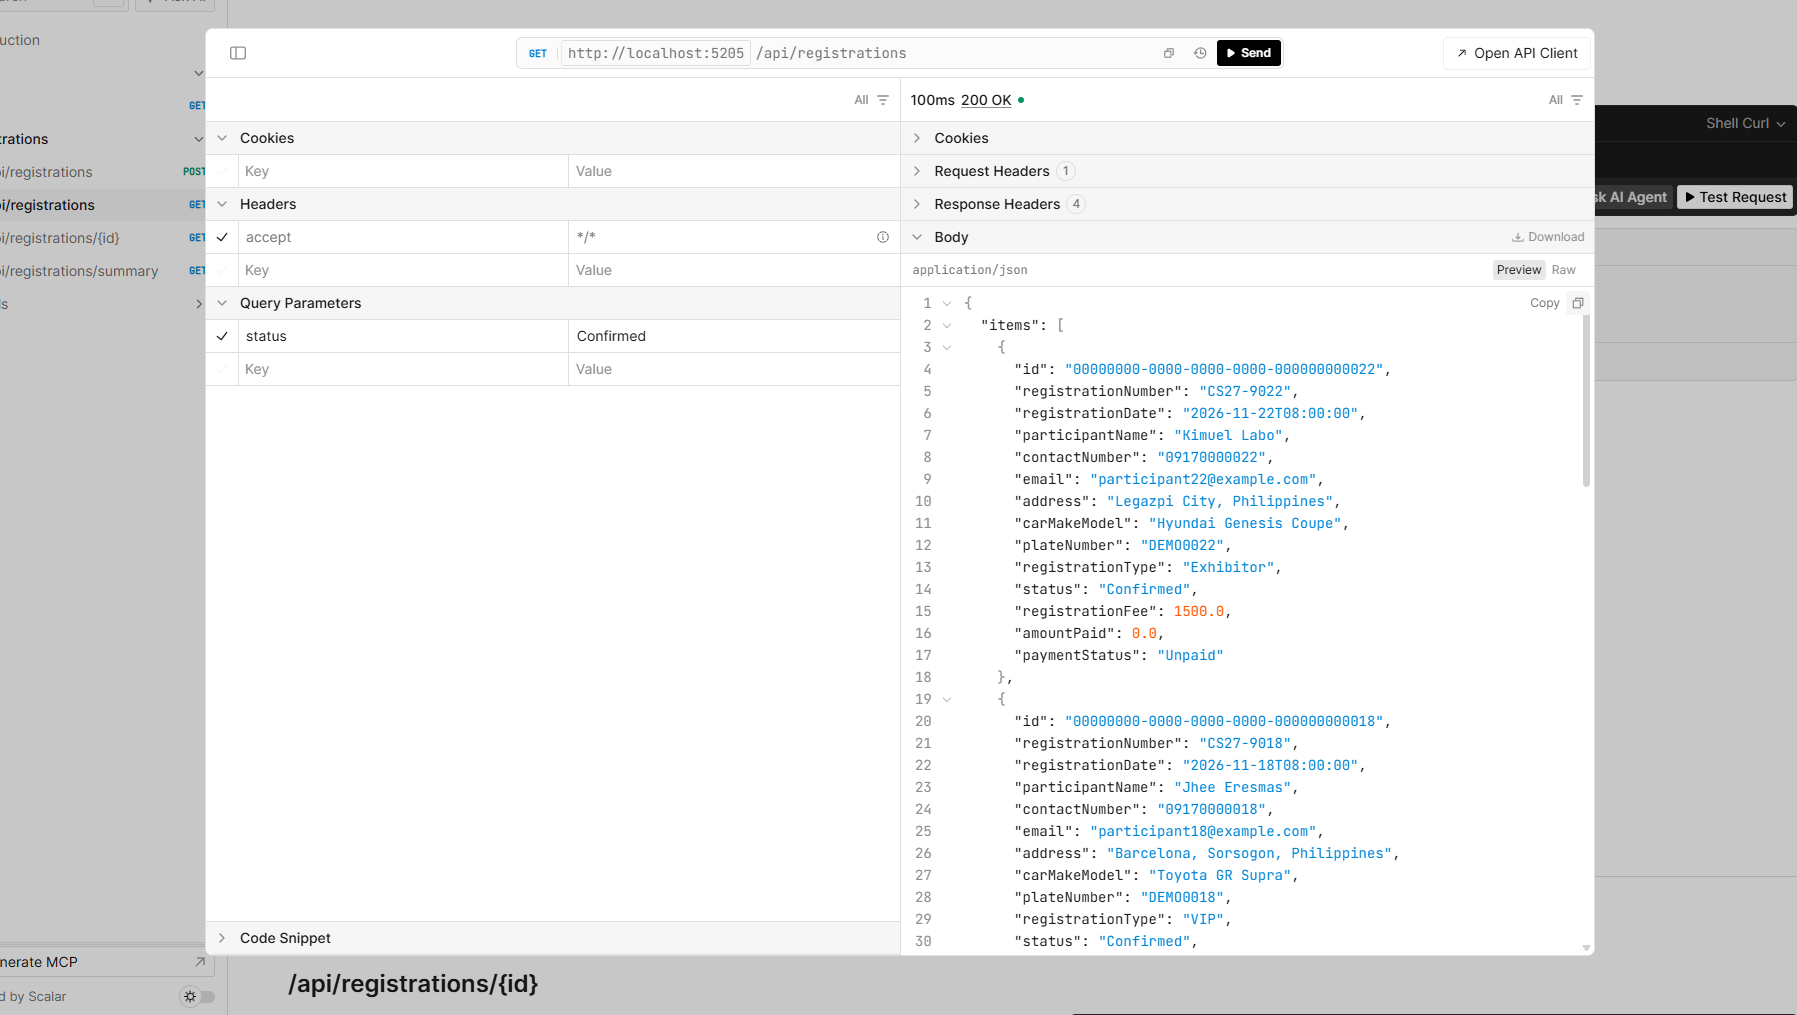 uction
GET
trations
i/registrations POST
i/registrations GET
i/registrations/{id} GET
i/registrations/summary GET
ls
nerate MCP
d by Scalar
GET http://localhost:5205 /api/registrations
Send
Open API Client
All
Cookies
Key Value
Headers
accept */*
Key Value
Query Parameters
status Confirmed
Key Value
Code Snippet
100ms 200 OK
All
Cookies
Request Headers 1
Response Headers 4
Body Download
application/json Preview Raw
Copy
1 {
2 "items": [
3 {
4 "id": "00000000-0000-0000-0000-000000000022",
5 "registrationNumber": "CS27-9022",
6 "registrationDate": "2026-11-22T08:00:00",
7 "participantName": "Kimuel Labo",
8 "contactNumber": "09170000022",
9 "email": "participant22@example.com",
10 "address": "Legazpi City, Philippines",
11 "carMakeModel": "Hyundai Genesis Coupe",
12 "plateNumber": "DEMO0022",
13 "registrationType": "Exhibitor",
14 "status": "Confirmed",
15 "registrationFee": 1500.0,
16 "amountPaid": 0.0,
17 "paymentStatus": "Unpaid"
18 },
19 {
20 "id": "00000000-0000-0000-0000-000000000018",
21 "registrationNumber": "CS27-9018",
22 "registrationDate": "2026-11-18T08:00:00",
23 "participantName": "Jhee Eresmas",
24 "contactNumber": "09170000018",
25 "email": "participant18@example.com",
26 "address": "Barcelona, Sorsogon, Philippines",
27 "carMakeModel": "Toyota GR Supra",
28 "plateNumber": "DEMO0018",
29 "registrationType": "VIP",
30 "status": "Confirmed",
Shell Curl
sk AI Agent Test Request
/api/registrations/{id}